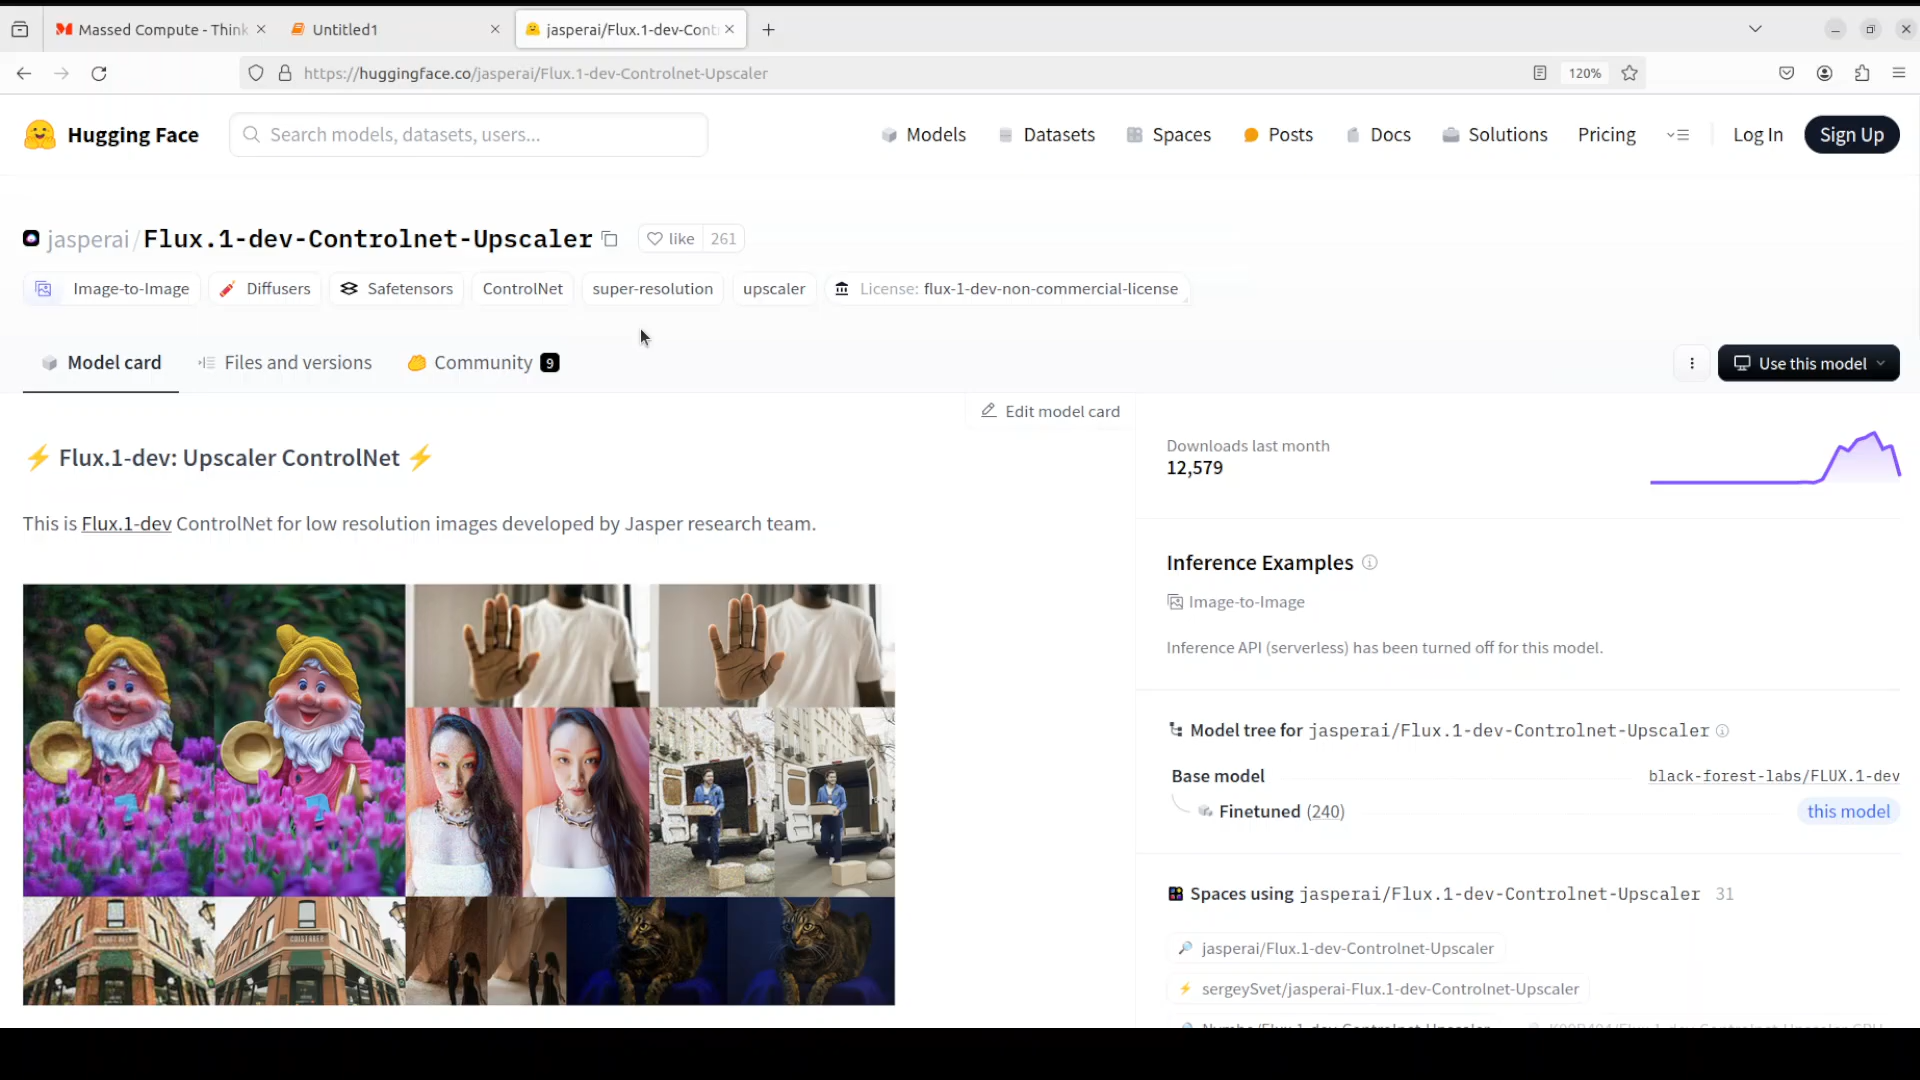 Massed Compute - Think
Untitled1
jasperai/Flux.1-dev-Cont
https://huggingface.co/jasperai/Flux.1-dev-Controlnet-Upscaler
120%
Hugging Face
Search models, datasets, users...
Models
Datasets
Spaces
Posts
Docs
Solutions
Pricing
Log In
Sign Up
jasperai/Flux.1-dev-Controlnet-Upscaler
like 261
Image-to-Image
Diffusers
Safetensors
ControlNet
super-resolution
upscaler
License: flux-1-dev-non-commercial-license
Model card
Files and versions
Community 9
Use this model
Edit model card
⚡ Flux.1-dev: Upscaler ControlNet ⚡
This is Flux.1-dev ControlNet for low resolution images developed by Jasper research team.
Downloads last month
12,579
Inference Examples
Image-to-Image
Inference API (serverless) has been turned off for this model.
Model tree for jasperai/Flux.1-dev-Controlnet-Upscaler
Base model
black-forest-labs/FLUX.1-dev
Finetuned (240)
this model
Spaces using jasperai/Flux.1-dev-Controlnet-Upscaler 31
jasperai/Flux.1-dev-Controlnet-Upscaler
sergeySvet/jasperai-Flux.1-dev-Controlnet-Upscaler